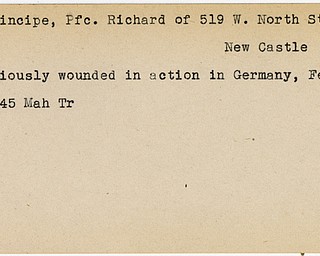 incipe, Pfc. Richard of 519 W. North St
New Castle
iously wounded in action in Germany, Fe
45 Mah Tr